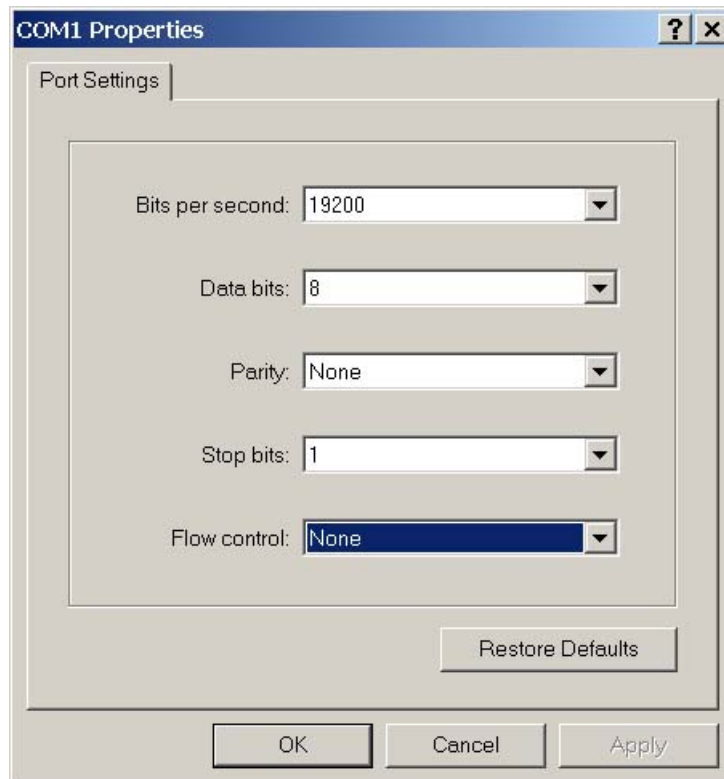 COM1 Properties
Port Settings
Bits per second: 19200
Data bits: 8
Parity: None
Stop bits: 1
Flow control: None
Restore Defaults
OK Cancel Apply